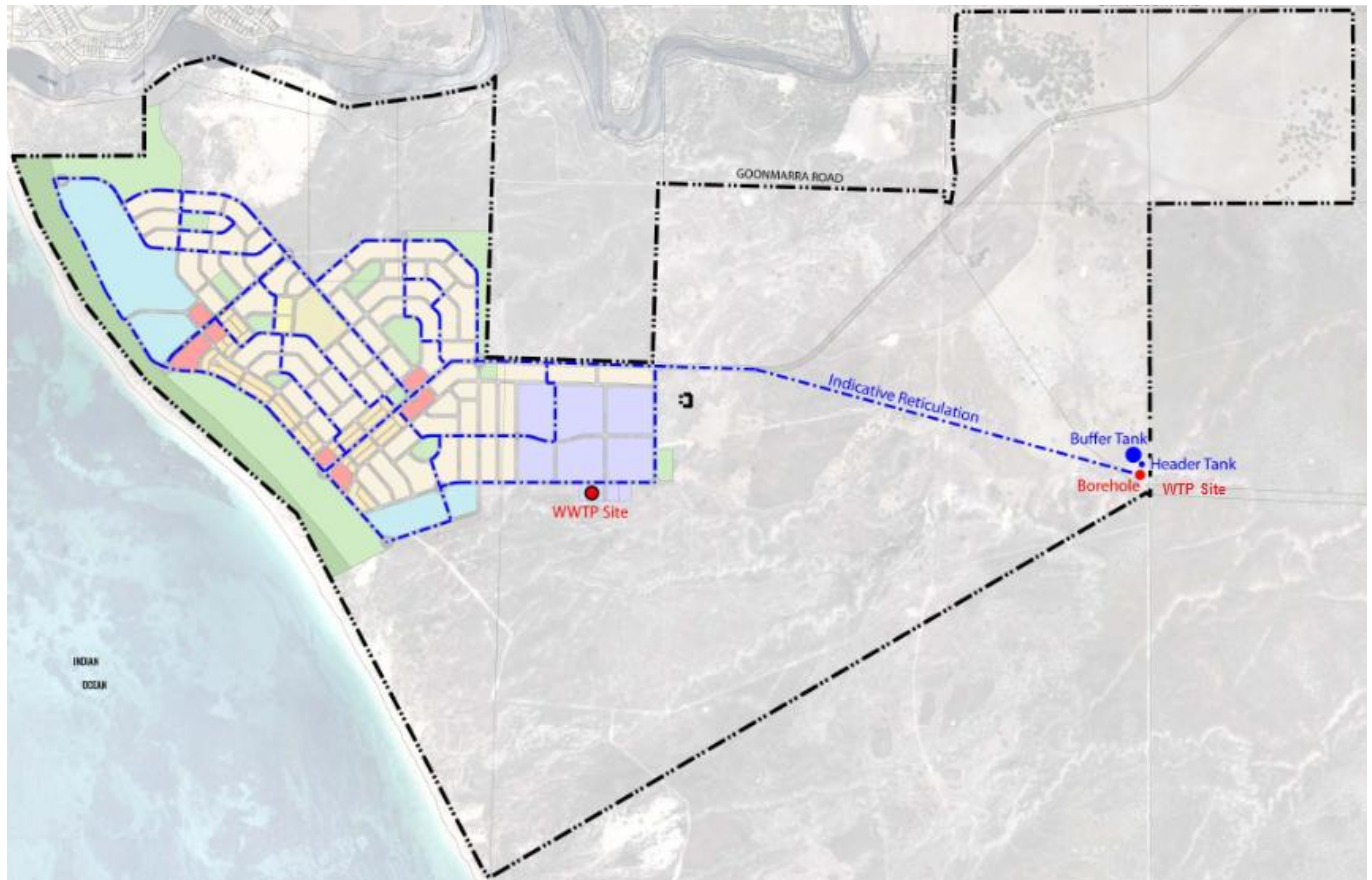 GOONMARRA ROAD
Indicative Reticulation
Buffer Tank
Header Tank
Borehole
WTP Site
WWTP Site
INDIAN
OCEAN